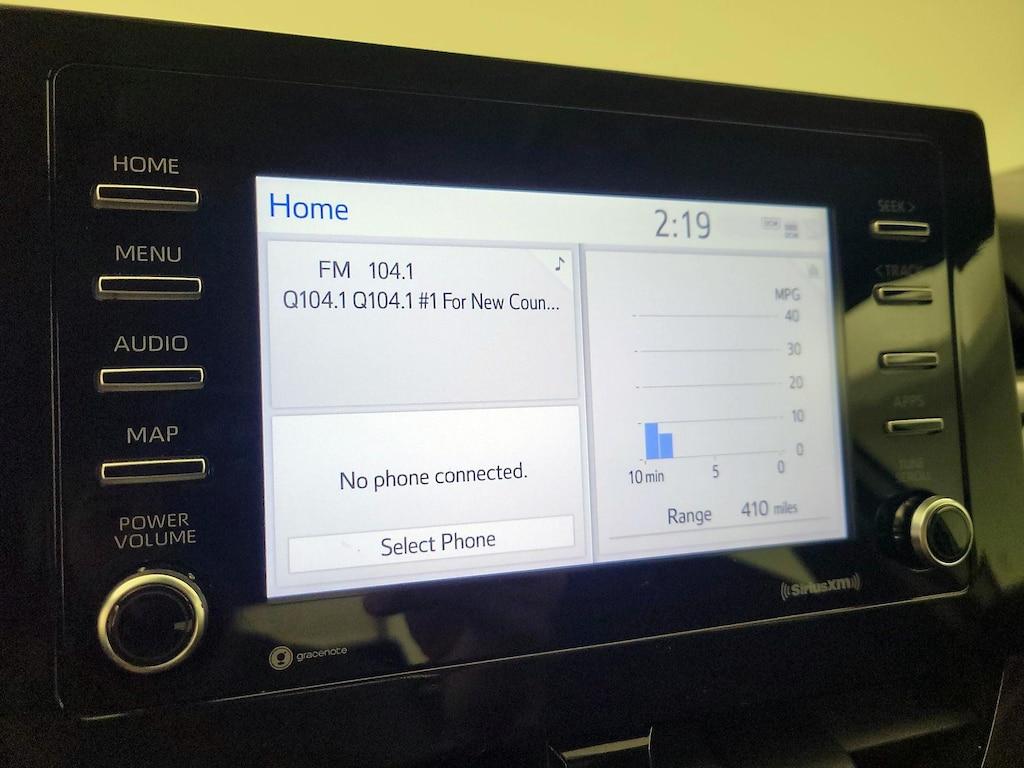 HOME
MENU
AUDIO
MAP
POWER
VOLUME
Home
2:19
DCM
FM 104.1
Q104.1 Q104.1 #1 For New Coun...
No phone connected.
Select Phone
MPG
40
30
20
10
0
10 min 5 0
Range 410 miles
SEEK >
< TRACK
APPS
TUNE
gracenote
((SiriusXM))